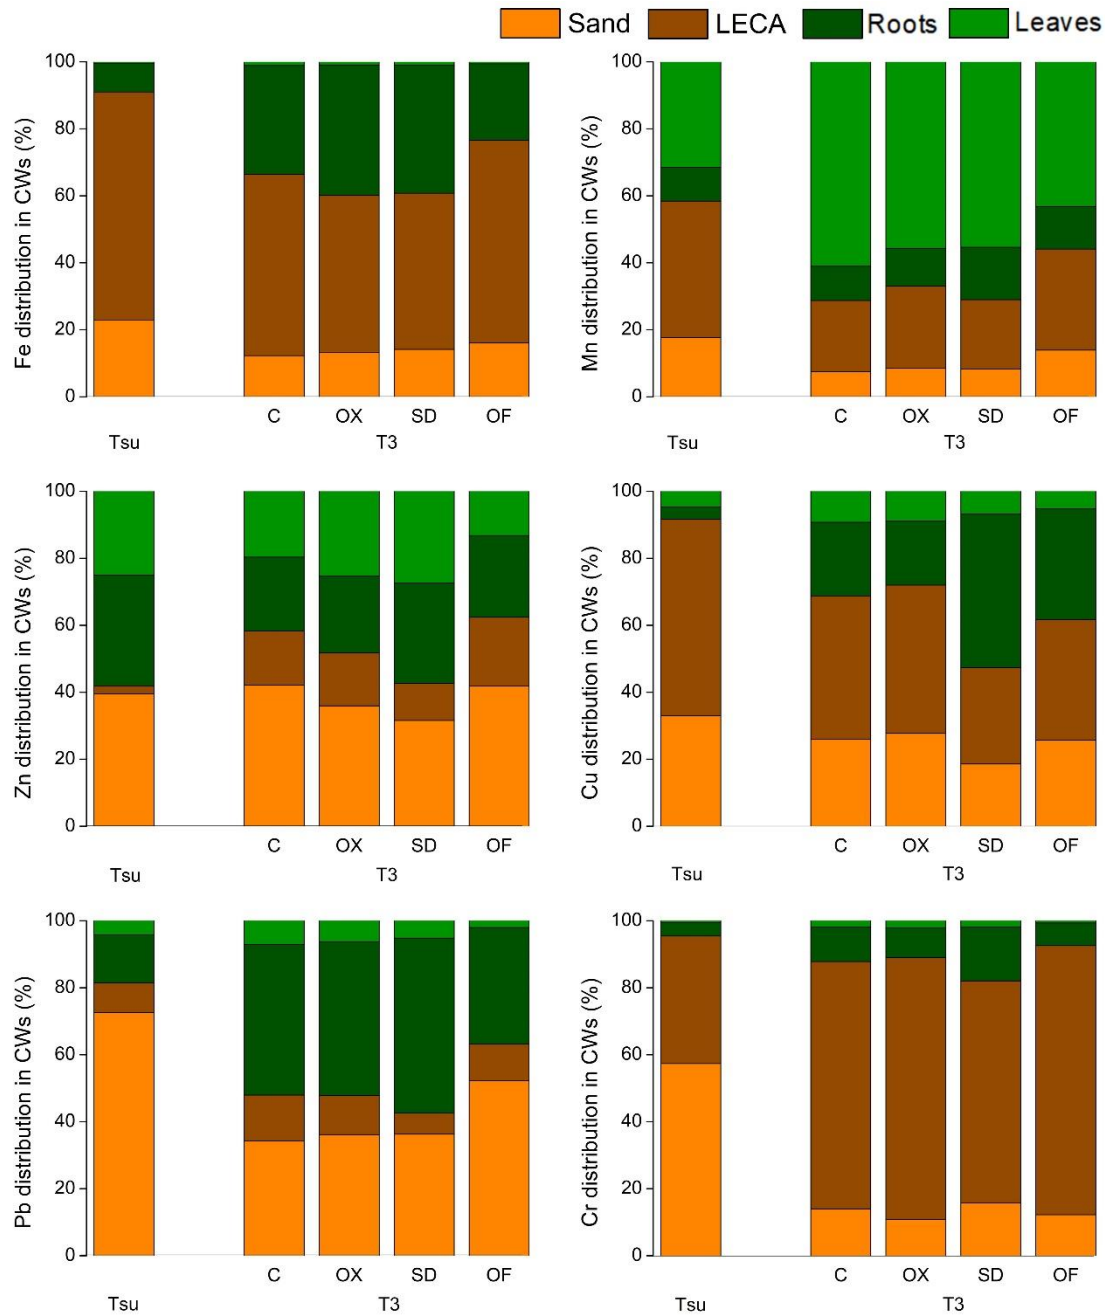 Sand LECA Roots Leaves
Fe distribution in CWs (%)
100
80
60
40
20
0
C OX SD OF
Tsu T3
Mn distribution in CWs (%)
100
80
60
40
20
0
C OX SD OF
Tsu T3
Zn distribution in CWs (%)
100
80
60
40
20
0
C OX SD OF
Tsu T3
Cu distribution in CWs (%)
100
80
60
40
20
0
C OX SD OF
Tsu T3
Pb distribution in CWs (%)
100
80
60
40
20
0
C OX SD OF
Tsu T3
Cr distribution in CWs (%)
100
80
60
40
20
0
C OX SD OF
Tsu T3